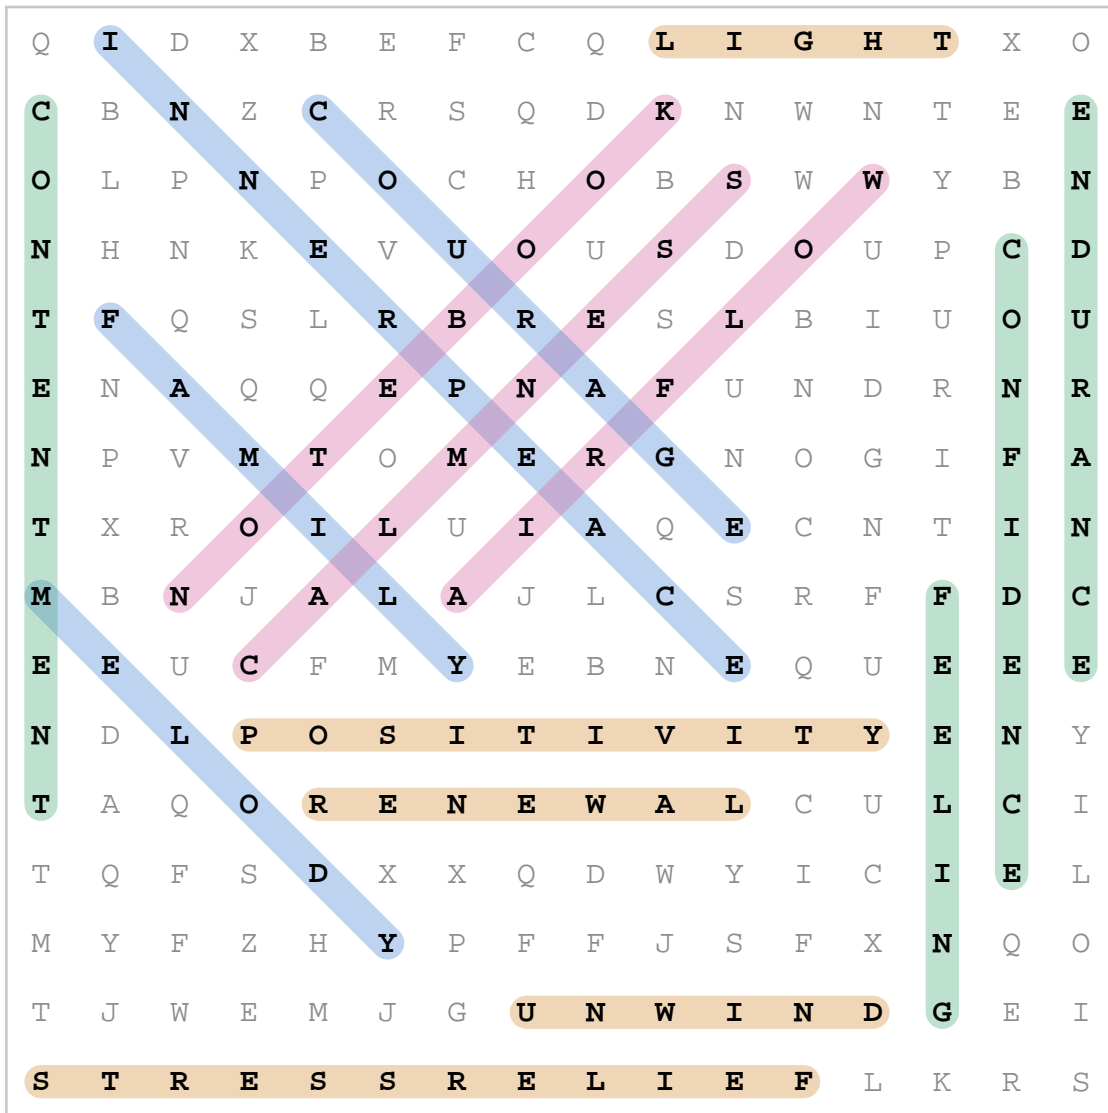 Q I D X B E F C Q L I G H T X O
C B N Z C R S Q D K N W N T E E
O L P N P O C H O B S W W Y B N
N H N K E V U O U S D O U P C D
T F Q S L R B R E S L B I U O U
E N A Q Q E P N A F U N D R N R
N P V M T O M E R G N O G I F A
T X R O I L U I A Q E C N T I N
M B N J A L A J L C S R F F D C
E E U C F M Y E B N E Q U E E E
N D L P O S I T I V I T Y E N Y
T A Q O R E N E W A L C U L C I
T Q F S D X X Q D W Y I C I E L
M Y F Z H Y P F F J S F X N Q O
T J W E M J G U N W I N D G E I
S T R E S S R E L I E F L K R S